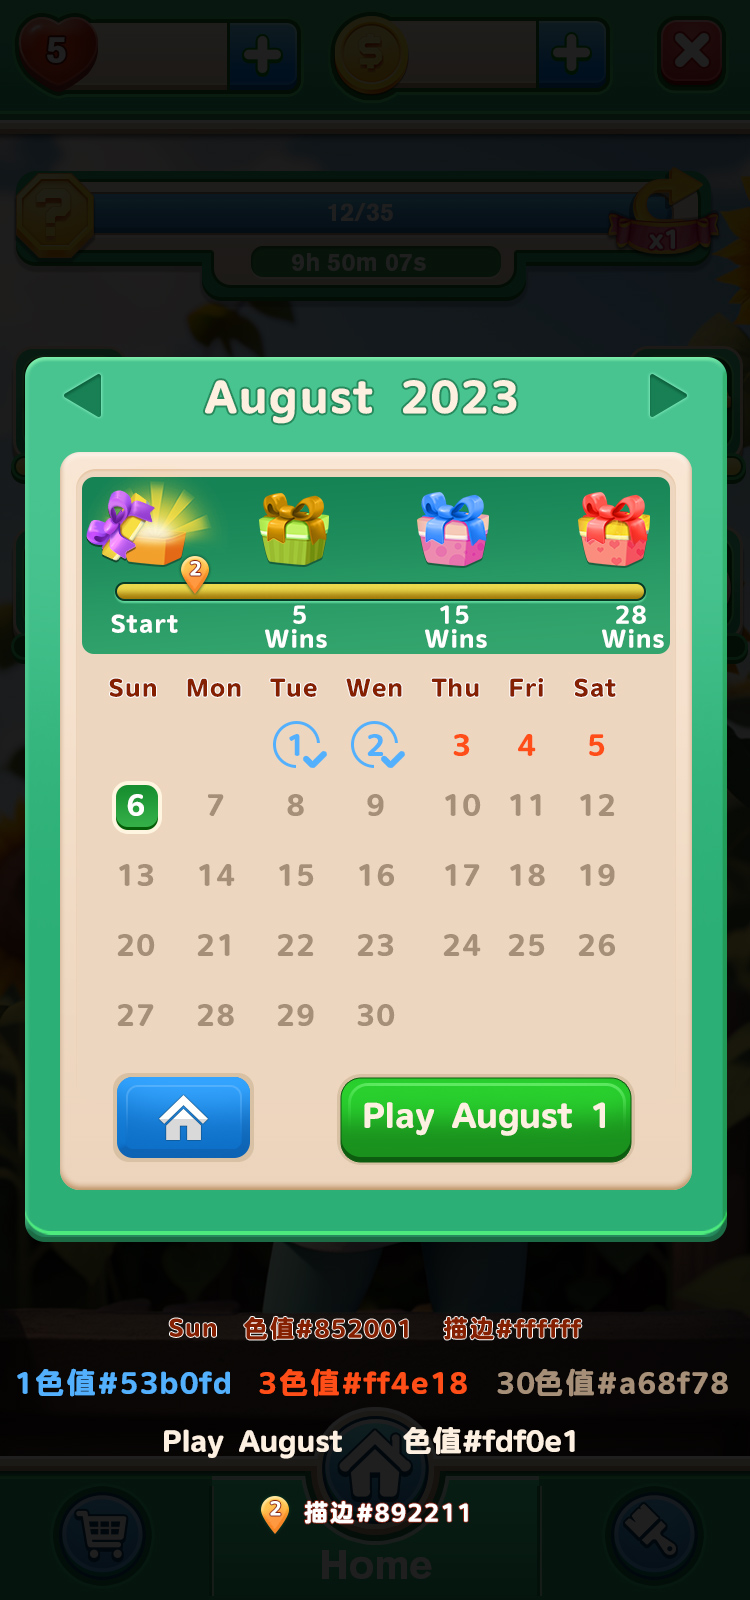 5
12/35
x1
9h 50m 07s
August 2023
2
Start
5 Wins
15 Wins
28 Wins
Sun Mon Tue Wen Thu Fri Sat
1 2 3 4 5
6 7 8 9 10 11 12
13 14 15 16 17 18 19
20 21 22 23 24 25 26
27 28 29 30
Play August 1
Sun 色值#852001 描边#ffffff
1色值#53b0fd 3色值#ff4e18 30色值#a68f78
Play August 色值#fdf0e1
2 描边#892211
Home